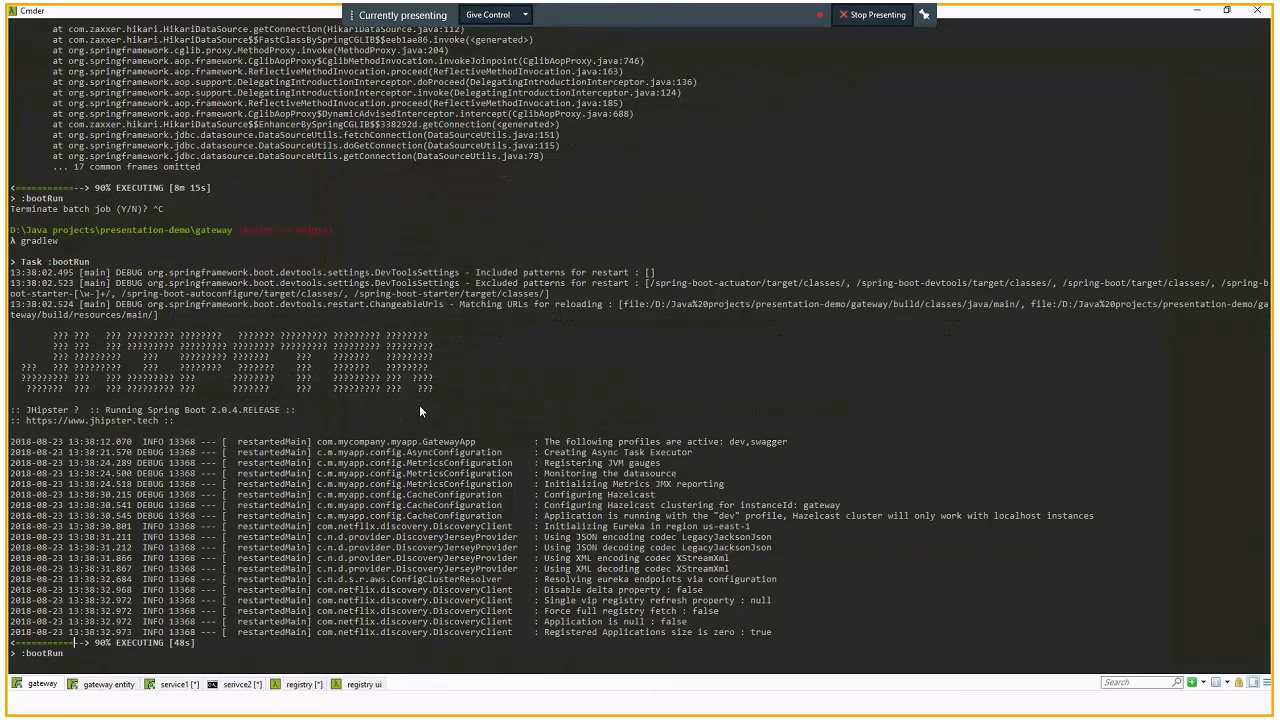 Cmder
Currently presenting
Give Control
Stop Presenting
at com.zaxxer.hikari.HikariDataSource.getConnection(HikariDataSource.java:112)
at com.zaxxer.hikari.HikariDataSource$$FastClassBySpringCGLIB$$eeb1ae86.invoke(<generated>)
at org.springframework.cglib.proxy.MethodProxy.invoke(MethodProxy.java:204)
at org.springframework.aop.framework.CglibAopProxy$CglibMethodInvocation.invokeJoinpoint(CglibAopProxy.java:746)
at org.springframework.aop.framework.ReflectiveMethodInvocation.proceed(ReflectiveMethodInvocation.java:163)
at org.springframework.aop.support.DelegatingIntroductionInterceptor.doProceed(DelegatingIntroductionInterceptor.java:136)
at org.springframework.aop.support.DelegatingIntroductionInterceptor.invoke(DelegatingIntroductionInterceptor.java:124)
at org.springframework.aop.framework.ReflectiveMethodInvocation.proceed(ReflectiveMethodInvocation.java:185)
at org.springframework.aop.framework.CglibAopProxy$DynamicAdvisedInterceptor.intercept(CglibAopProxy.java:688)
at com.zaxxer.hikari.HikariDataSource$$EnhancerBySpringCGLIB$$338292d.getConnection(<generated>)
at org.springframework.jdbc.datasource.DataSourceUtils.fetchConnection(DataSourceUtils.java:151)
at org.springframework.jdbc.datasource.DataSourceUtils.doGetConnection(DataSourceUtils.java:115)
at org.springframework.jdbc.datasource.DataSourceUtils.getConnection(DataSourceUtils.java:78)
... 17 common frames omitted
<===========--> 90% EXECUTING [8m 15s]
> :bootRun
Terminate batch job (Y/N)? ^C
D:\Java projects\presentation-demo\gateway
λ gradlew
> Task :bootRun
13:38:02.495 [main] DEBUG org.springframework.boot.devtools.settings.DevToolsSettings - Included patterns for restart : []
13:38:02.523 [main] DEBUG org.springframework.boot.devtools.settings.DevToolsSettings - Excluded patterns for restart : [/spring-boot-actuator/target/classes/, /spring-boot-devtools/target/classes/, /spring-boot/target/classes/, /spring-b
oot-starter-[\w-]+/, /spring-boot-autoconfigure/target/classes/, /spring-boot-starter/target/classes/]
13:38:02.524 [main] DEBUG org.springframework.boot.devtools.restart.ChangeableUrls - Matching URLs for reloading : [file:/D:/Java%20projects/presentation-demo/gateway/build/classes/java/main/, file:/D:/Java%20projects/presentation-demo/ga
teway/build/resources/main/]
??? ???   ??? ????????? ????????   ??????? ????????? ????????? ????????
??? ???   ??? ????????? ????????  ???????? ????????? ????????? ?????????
??? ?????????    ???    ????????? ???????     ???    ???????   ?????????
???   ??? ?????????    ???    ????????  ???????     ???    ???????   ????????
????????? ???   ??? ????????? ???       ????????    ???    ????????? ???  ????
???????  ???   ??? ????????? ???       ???????     ???    ????????? ???   ???
:: JHipster ?  :: Running Spring Boot 2.0.4.RELEASE ::
:: https://www.jhipster.tech ::
2018-08-23 13:38:12.070  INFO 13368 --- [  restartedMain] com.mycompany.myapp.GatewayApp : The following profiles are active: dev,swagger
2018-08-23 13:38:21.570 DEBUG 13368 --- [  restartedMain] c.m.myapp.config.AsyncConfiguration : Creating Async Task Executor
2018-08-23 13:38:24.289 DEBUG 13368 --- [  restartedMain] c.m.myapp.config.MetricsConfiguration : Registering JVM gauges
2018-08-23 13:38:24.500 DEBUG 13368 --- [  restartedMain] c.m.myapp.config.MetricsConfiguration : Monitoring the datasource
2018-08-23 13:38:24.518 DEBUG 13368 --- [  restartedMain] c.m.myapp.config.MetricsConfiguration : Initializing Metrics JMX reporting
2018-08-23 13:38:30.215 DEBUG 13368 --- [  restartedMain] c.m.myapp.config.CacheConfiguration : Configuring Hazelcast
2018-08-23 13:38:30.541 DEBUG 13368 --- [  restartedMain] c.m.myapp.config.CacheConfiguration : Configuring Hazelcast clustering for instanceId: gateway
2018-08-23 13:38:30.545 DEBUG 13368 --- [  restartedMain] c.m.myapp.config.CacheConfiguration : Application is running with the "dev" profile, Hazelcast cluster will only work with localhost instances
2018-08-23 13:38:30.801  INFO 13368 --- [  restartedMain] com.netflix.discovery.DiscoveryClient : Initializing Eureka in region us-east-1
2018-08-23 13:38:31.211  INFO 13368 --- [  restartedMain] c.n.d.provider.DiscoveryJerseyProvider : Using JSON encoding codec LegacyJacksonJson
2018-08-23 13:38:31.212  INFO 13368 --- [  restartedMain] c.n.d.provider.DiscoveryJerseyProvider : Using JSON decoding codec LegacyJacksonJson
2018-08-23 13:38:31.866  INFO 13368 --- [  restartedMain] c.n.d.provider.DiscoveryJerseyProvider : Using XML encoding codec XStreamXml
2018-08-23 13:38:31.867  INFO 13368 --- [  restartedMain] c.n.d.provider.DiscoveryJerseyProvider : Using XML decoding codec XStreamXml
2018-08-23 13:38:32.684  INFO 13368 --- [  restartedMain] c.n.d.s.r.aws.ConfigClusterResolver : Resolving eureka endpoints via configuration
2018-08-23 13:38:32.968  INFO 13368 --- [  restartedMain] com.netflix.discovery.DiscoveryClient : Disable delta property : false
2018-08-23 13:38:32.972  INFO 13368 --- [  restartedMain] com.netflix.discovery.DiscoveryClient : Single vip registry refresh property : null
2018-08-23 13:38:32.972  INFO 13368 --- [  restartedMain] com.netflix.discovery.DiscoveryClient : Force full registry fetch : false
2018-08-23 13:38:32.972  INFO 13368 --- [  restartedMain] com.netflix.discovery.DiscoveryClient : Application is null : false
2018-08-23 13:38:32.973  INFO 13368 --- [  restartedMain] com.netflix.discovery.DiscoveryClient : Registered Applications size is zero : true
<===========--> 90% EXECUTING [48s]
> :bootRun
gateway
gateway entity
service1 [*]
serivce2 [*]
registry [*]
registry ui
Search